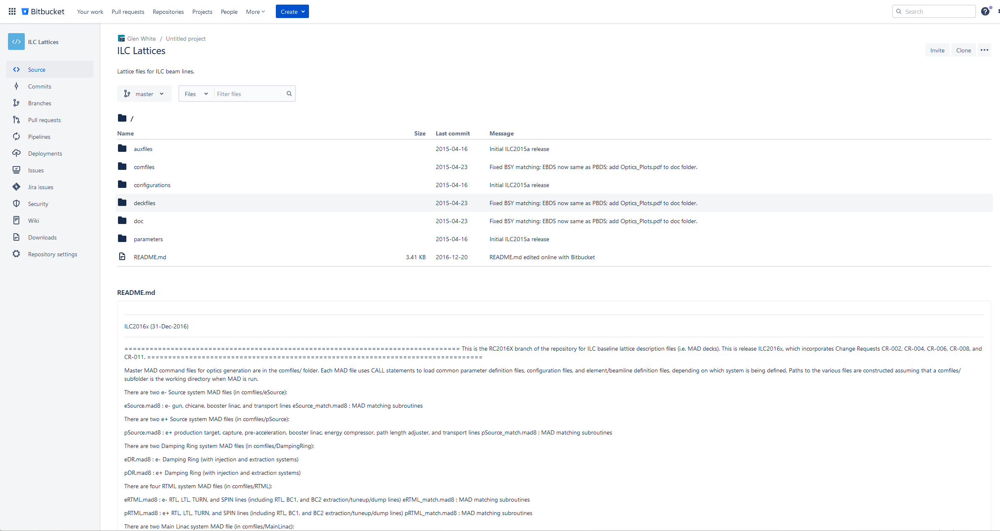 Bitbucket Your work Pull requests Repositories Projects People More Create Search
ILC Lattices
Source
Commits
Branches
Pull requests
Pipelines
Deployments
Issues
Jira issues
Security
Wiki
Downloads
Repository settings
Glen White / Untitled project
ILC Lattices
Invite Clone
Lattice files for ILC beam lines.
master Files Filter files
/
Name Size Last commit Message
auxfiles 2015-04-16 Initial ILC2015a release
comfiles 2015-04-23 Fixed BSY matching; EBDS now same as PBDS; add Optics_Plots.pdf to doc folder.
configurations 2015-04-16 Initial ILC2015a release
deckfiles 2015-04-23 Fixed BSY matching; EBDS now same as PBDS; add Optics_Plots.pdf to doc folder.
doc 2015-04-23 Fixed BSY matching; EBDS now same as PBDS; add Optics_Plots.pdf to doc folder.
parameters 2015-04-16 Initial ILC2015a release
README.md 3.41 KB 2016-12-20 README.md edited online with Bitbucket
README.md
ILC2016x (31-Dec-2016)
================================================================================ This is the RC2016X branch of the repository for ILC baseline lattice description files (i.e. MAD decks). This is release ILC2016x, which incorporates Change Requests CR-002, CR-004, CR-006, CR-008, and
CR-011. ================================================================================
Master MAD command files for optics generation are in the comfiles/ folder. Each MAD file uses CALL statements to load common parameter definition files, configuration files, and element/beamline definition files, depending on which system is being defined. Paths to the various files are constructed assuming that a comfiles/
subfolder is the working directory when MAD is run.
There are two e- Source system MAD files (in comfiles/eSource):
eSource.mad8 : e- gun, chicane, booster linac, and transport lines eSource_match.mad8 : MAD matching subroutines
There are two e+ Source system MAD files (in comfiles/pSource):
pSource.mad8 : e+ production target, capture, pre-acceleration, booster linac, energy compressor, path length adjuster, and transport lines pSource_match.mad8 : MAD matching subroutines
There are two Damping Ring system MAD files (in comfiles/DampingRing):
eDR.mad8 : e- Damping Ring (with injection and extraction systems)
pDR.mad8 : e+ Damping Ring (with injection and extraction systems)
There are four RTML system MAD files (in comfiles/RTML):
eRTML.mad8 : e- RTL, LTL, TURN, and SPIN lines (including RTL, BC1, and BC2 extraction/tuneup/dump lines) eRTML_match.mad8 : MAD matching subroutines
pRTML.mad8 : e+ RTL, LTL, TURN, and SPIN lines (including RTL, BC1, and BC2 extraction/tuneup/dump lines) pRTML_match.mad8 : MAD matching subroutines
There are two Main Linac system MAD file (in comfiles/MainLinac):